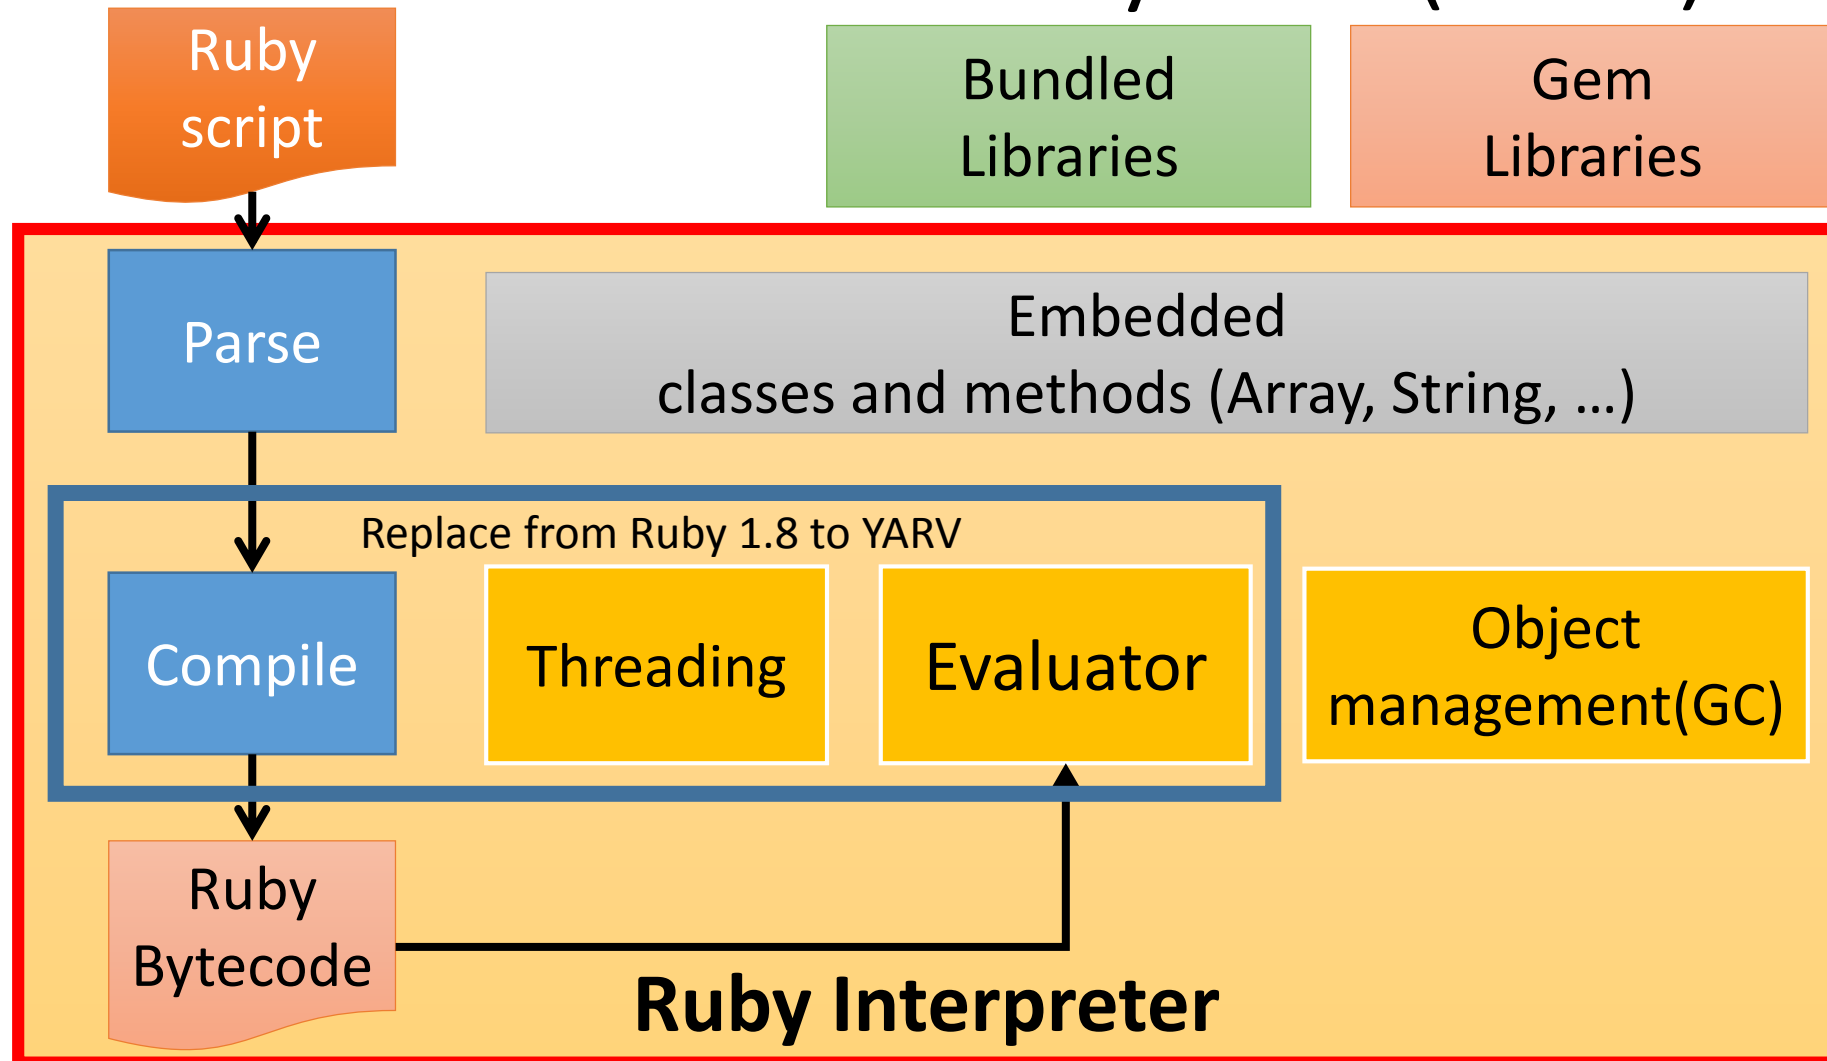 Ruby
script
Bundled
Libraries
Gem
Libraries
Parse
Embedded
classes and methods (Array, String, …)
Replace from Ruby 1.8 to YARV
Compile
Threading
Evaluator
Object
management(GC)
Ruby
Bytecode
Ruby Interpreter